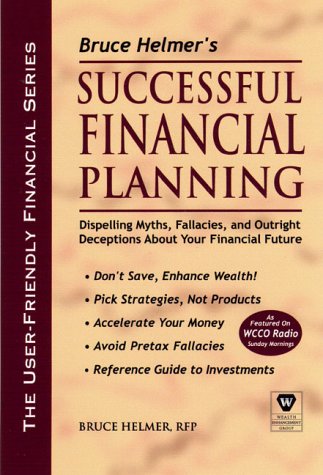 THE USER-FRIENDLY FINANCIAL SERIES
Bruce Helmer's
SUCCESSFUL
FINANCIAL
PLANNING
Dispelling Myths, Fallacies, and Outright
Deceptions About Your Financial Future
• Don't Save, Enhance Wealth!
• Pick Strategies, Not Products
• Accelerate Your Money
• Avoid Pretax Fallacies
• Reference Guide to Investments
As
Featured On
WCCO Radio
Sunday Mornings
W
WEALTH
ENHANCEMENT
GROUP
BRUCE HELMER, RFP